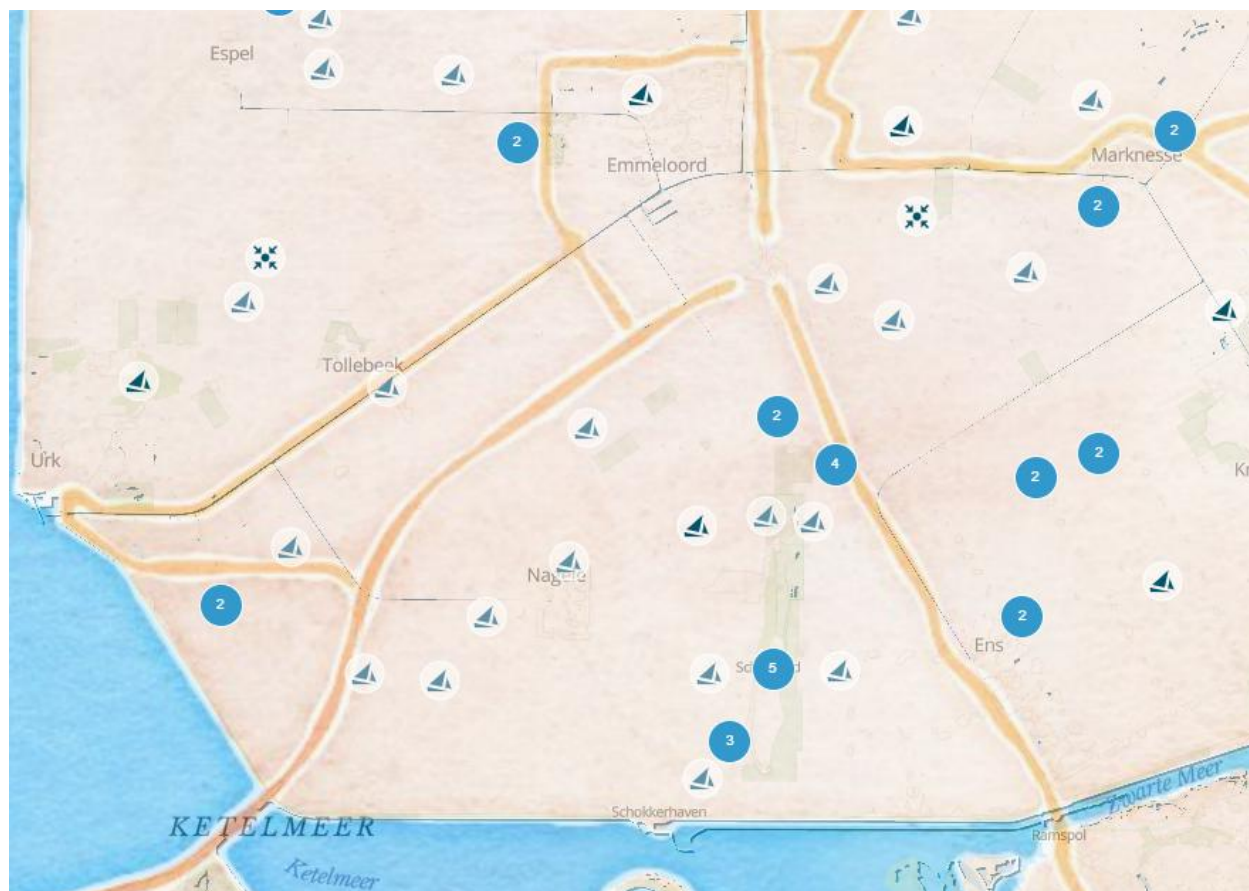 Espel
2
Emmeloord
2
Marknesse
2
Tollebeek
2
Urk
4
2
2
Nagele
2
2
Ens
5
3
Schokkerhaven
Zwarte Meer
KETELMEER
Ramspol
Ketelmeer